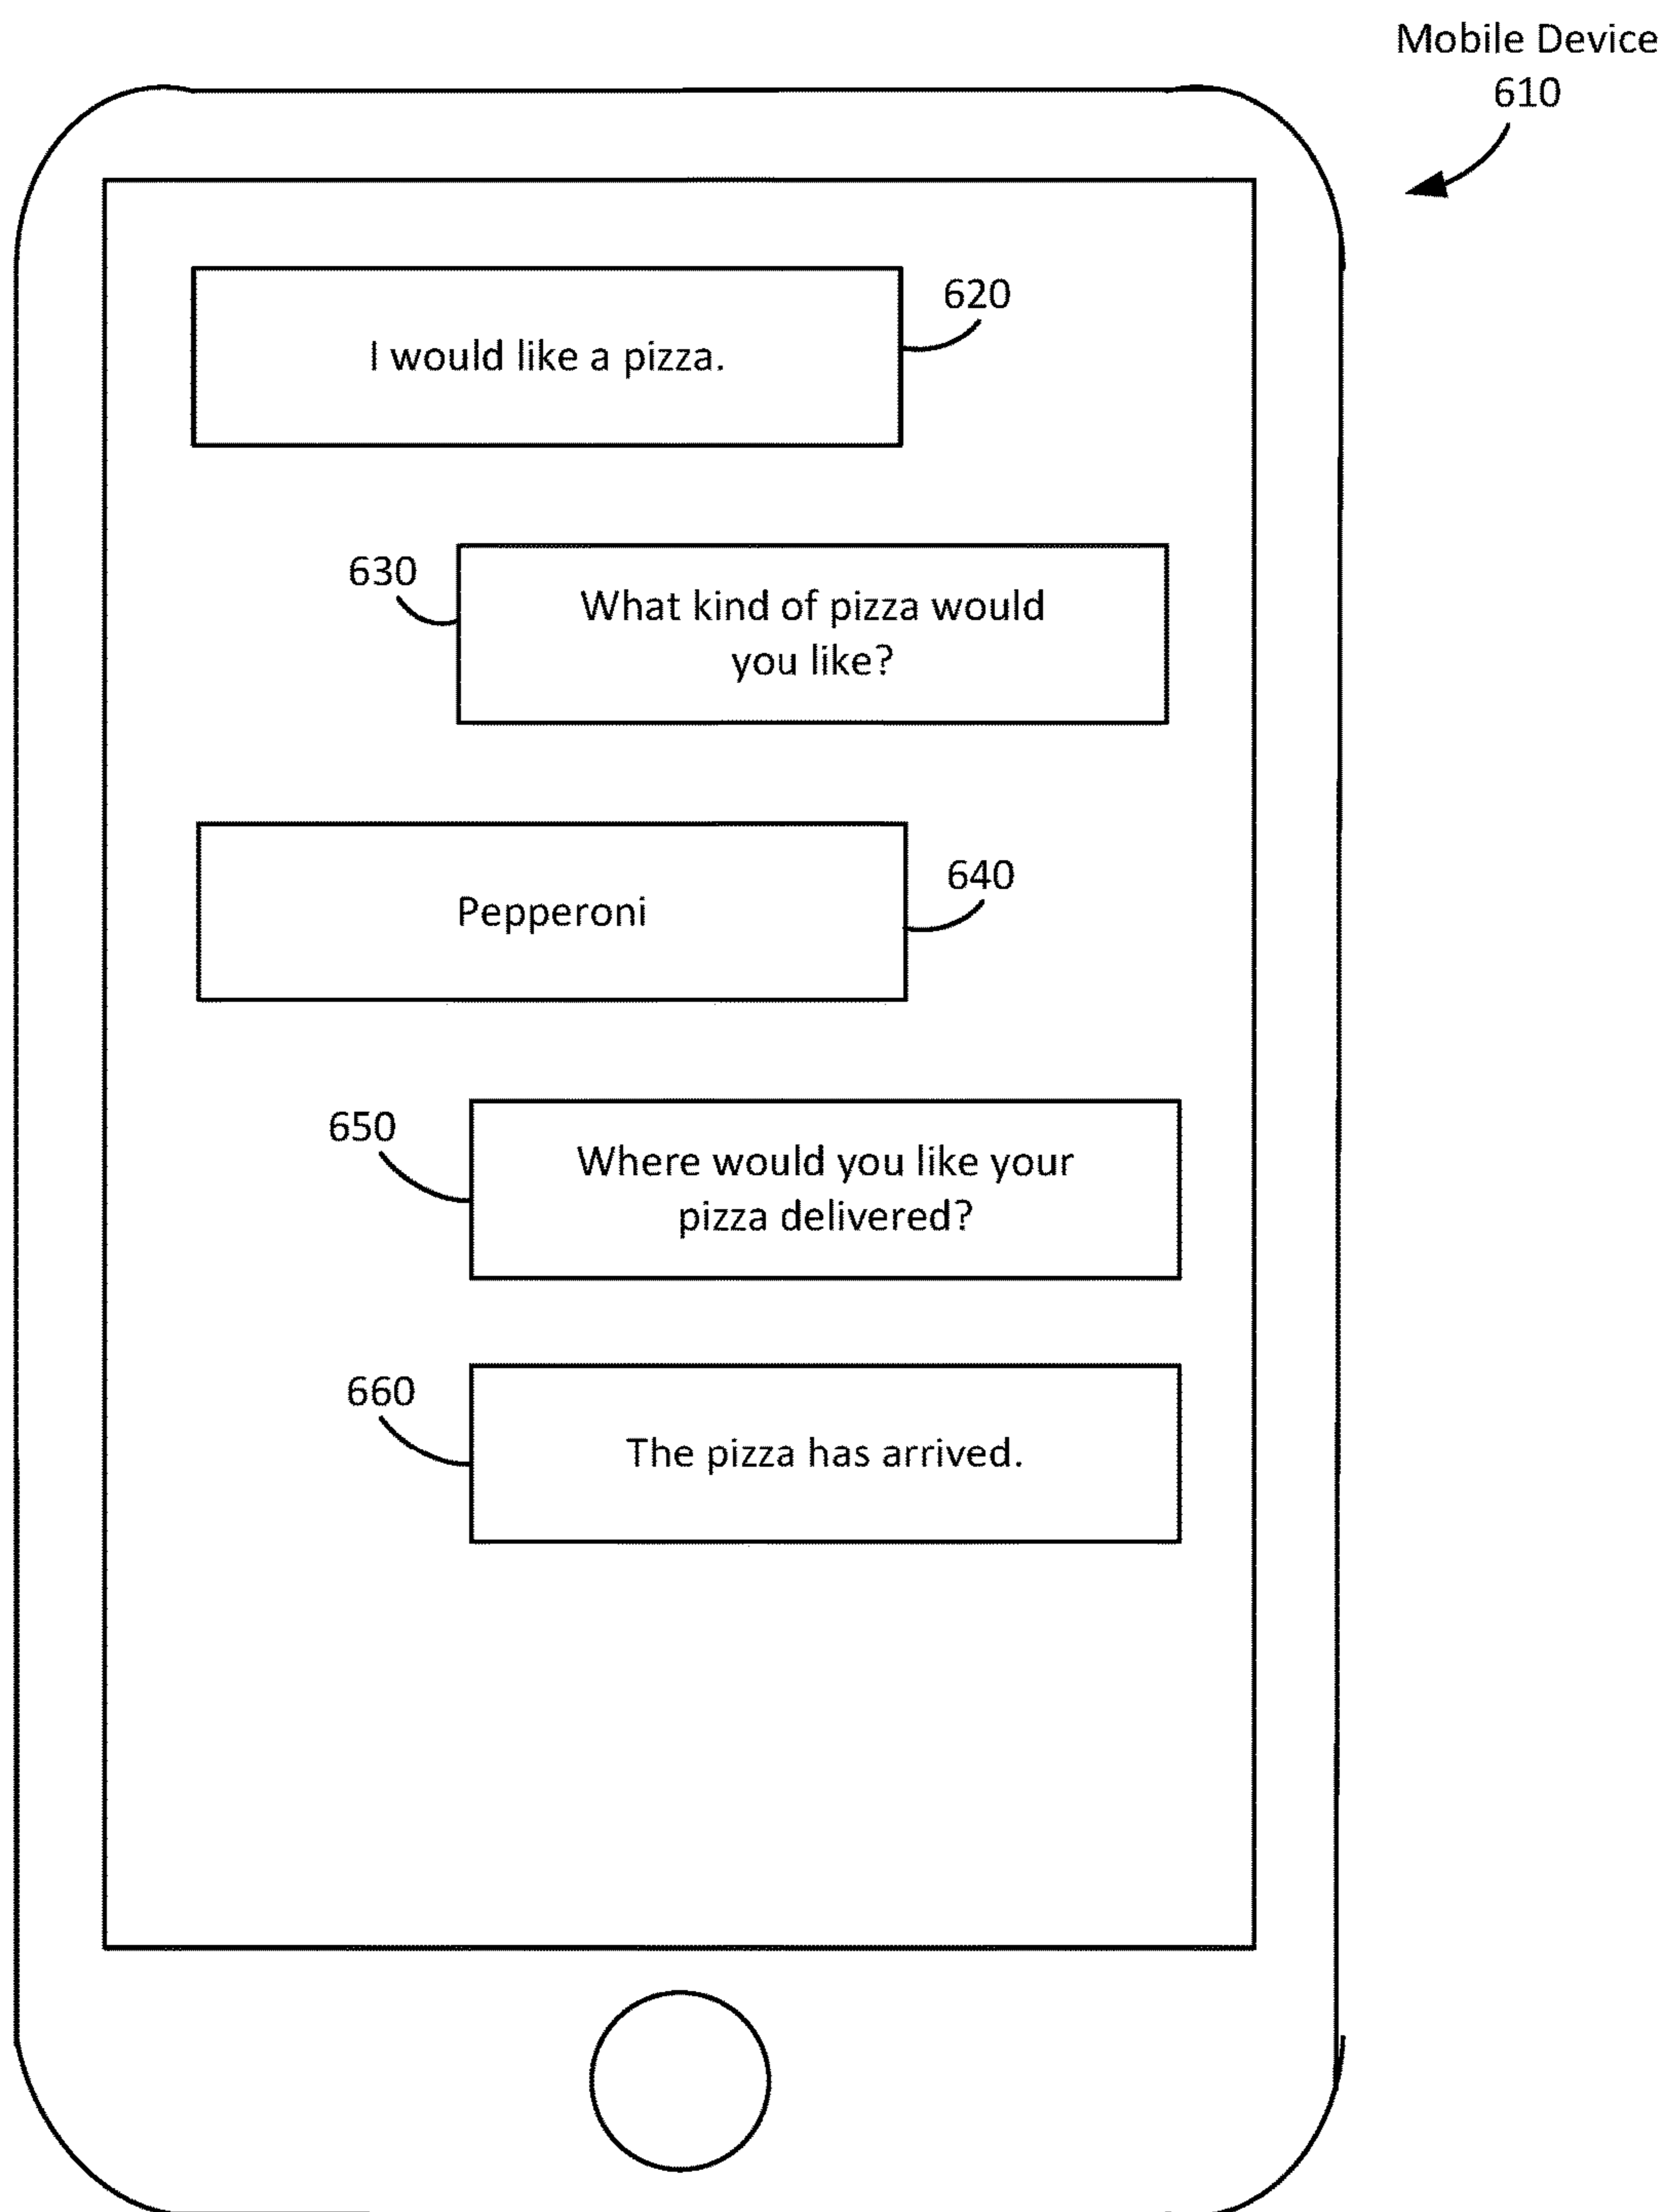 Mobile Device
610
I would like a pizza.
620
630
What kind of pizza would
you like?
Pepperoni
640
650
Where would you like your
pizza delivered?
660
The pizza has arrived.